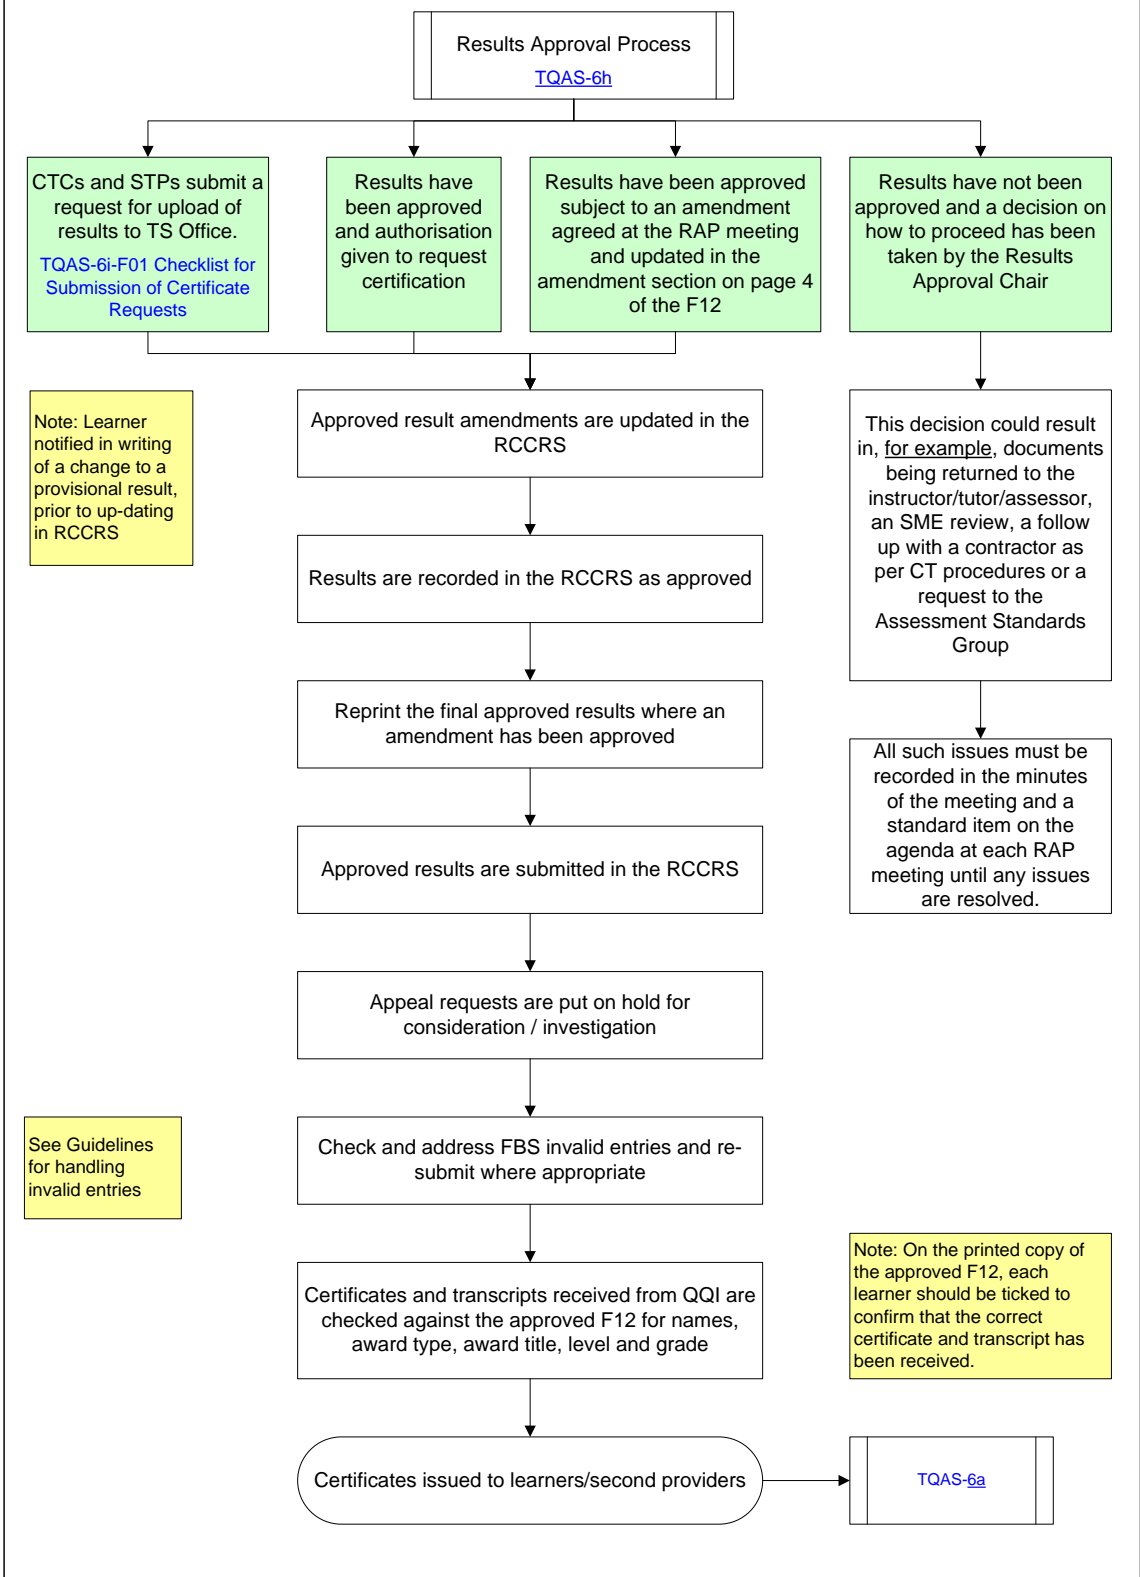 Results Approval Process
TQAS-6h
CTCs and STPs submit a
request for upload of
results to TS Office.
TQAS-6i-F01 Checklist for
Submission of Certificate
Requests
Results have
been approved
and authorisation
given to request
certification
Results have been approved
subject to an amendment
agreed at the RAP meeting
and updated in the
amendment section on page 4
of the F12
Results have not been
approved and a decision on
how to proceed has been
taken by the Results
Approval Chair
Note: Learner
notified in writing
of a change to a
provisional result,
prior to up-dating
in RCCRS
Approved result amendments are updated in the
RCCRS
This decision could result
in, for example, documents
being returned to the
instructor/tutor/assessor,
an SME review, a follow
up with a contractor as
per CT procedures or a
request to the
Assessment Standards
Group
Results are recorded in the RCCRS as approved
Reprint the final approved results where an
amendment has been approved
All such issues must be
recorded in the minutes
of the meeting and a
standard item on the
agenda at each RAP
meeting until any issues
are resolved.
Approved results are submitted in the RCCRS
Appeal requests are put on hold for
consideration / investigation
See Guidelines
for handling
invalid entries
Check and address FBS invalid entries and re-
submit where appropriate
Certificates and transcripts received from QQI are
checked against the approved F12 for names,
award type, award title, level and grade
Note: On the printed copy of
the approved F12, each
learner should be ticked to
confirm that the correct
certificate and transcript has
been received.
Certificates issued to learners/second providers
TQAS-6a